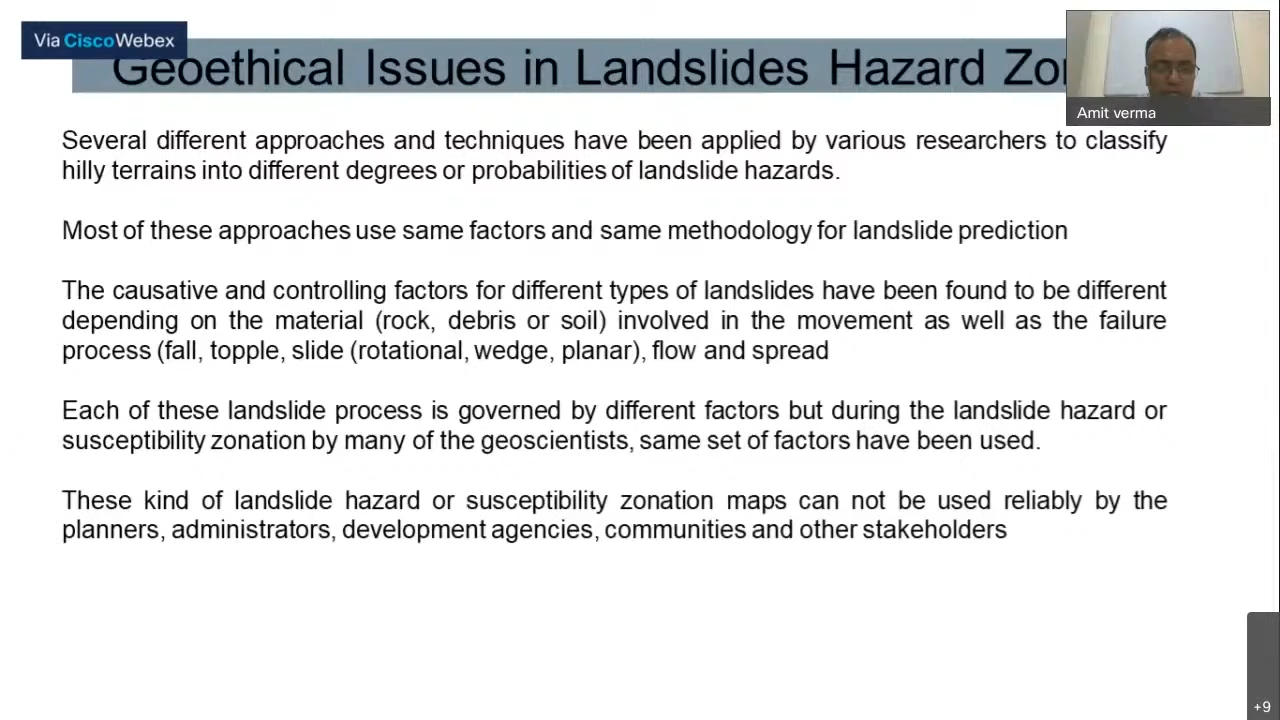 Via Cisco Webex
Geoethical Issues in Landslides Hazard
Amit verma
Several different approaches and techniques have been applied by various researchers to classify
hilly terrains into different degrees or probabilities of landslide hazards.
Most of these approaches use same factors and same methodology for landslide prediction
The causative and controlling factors for different types of landslides have been found to be different
depending on the material (rock, debris or soil) involved in the movement as well as the failure
process (fall, topple, slide (rotational, wedge, planar), flow and spread
Each of these landslide process is governed by different factors but during the landslide hazard or
susceptibility zonation by many of the geoscientists, same set of factors have been used.
These kind of landslide hazard or susceptibility zonation maps can not be used reliably by the
planners, administrators, development agencies, communities and other stakeholders
+9